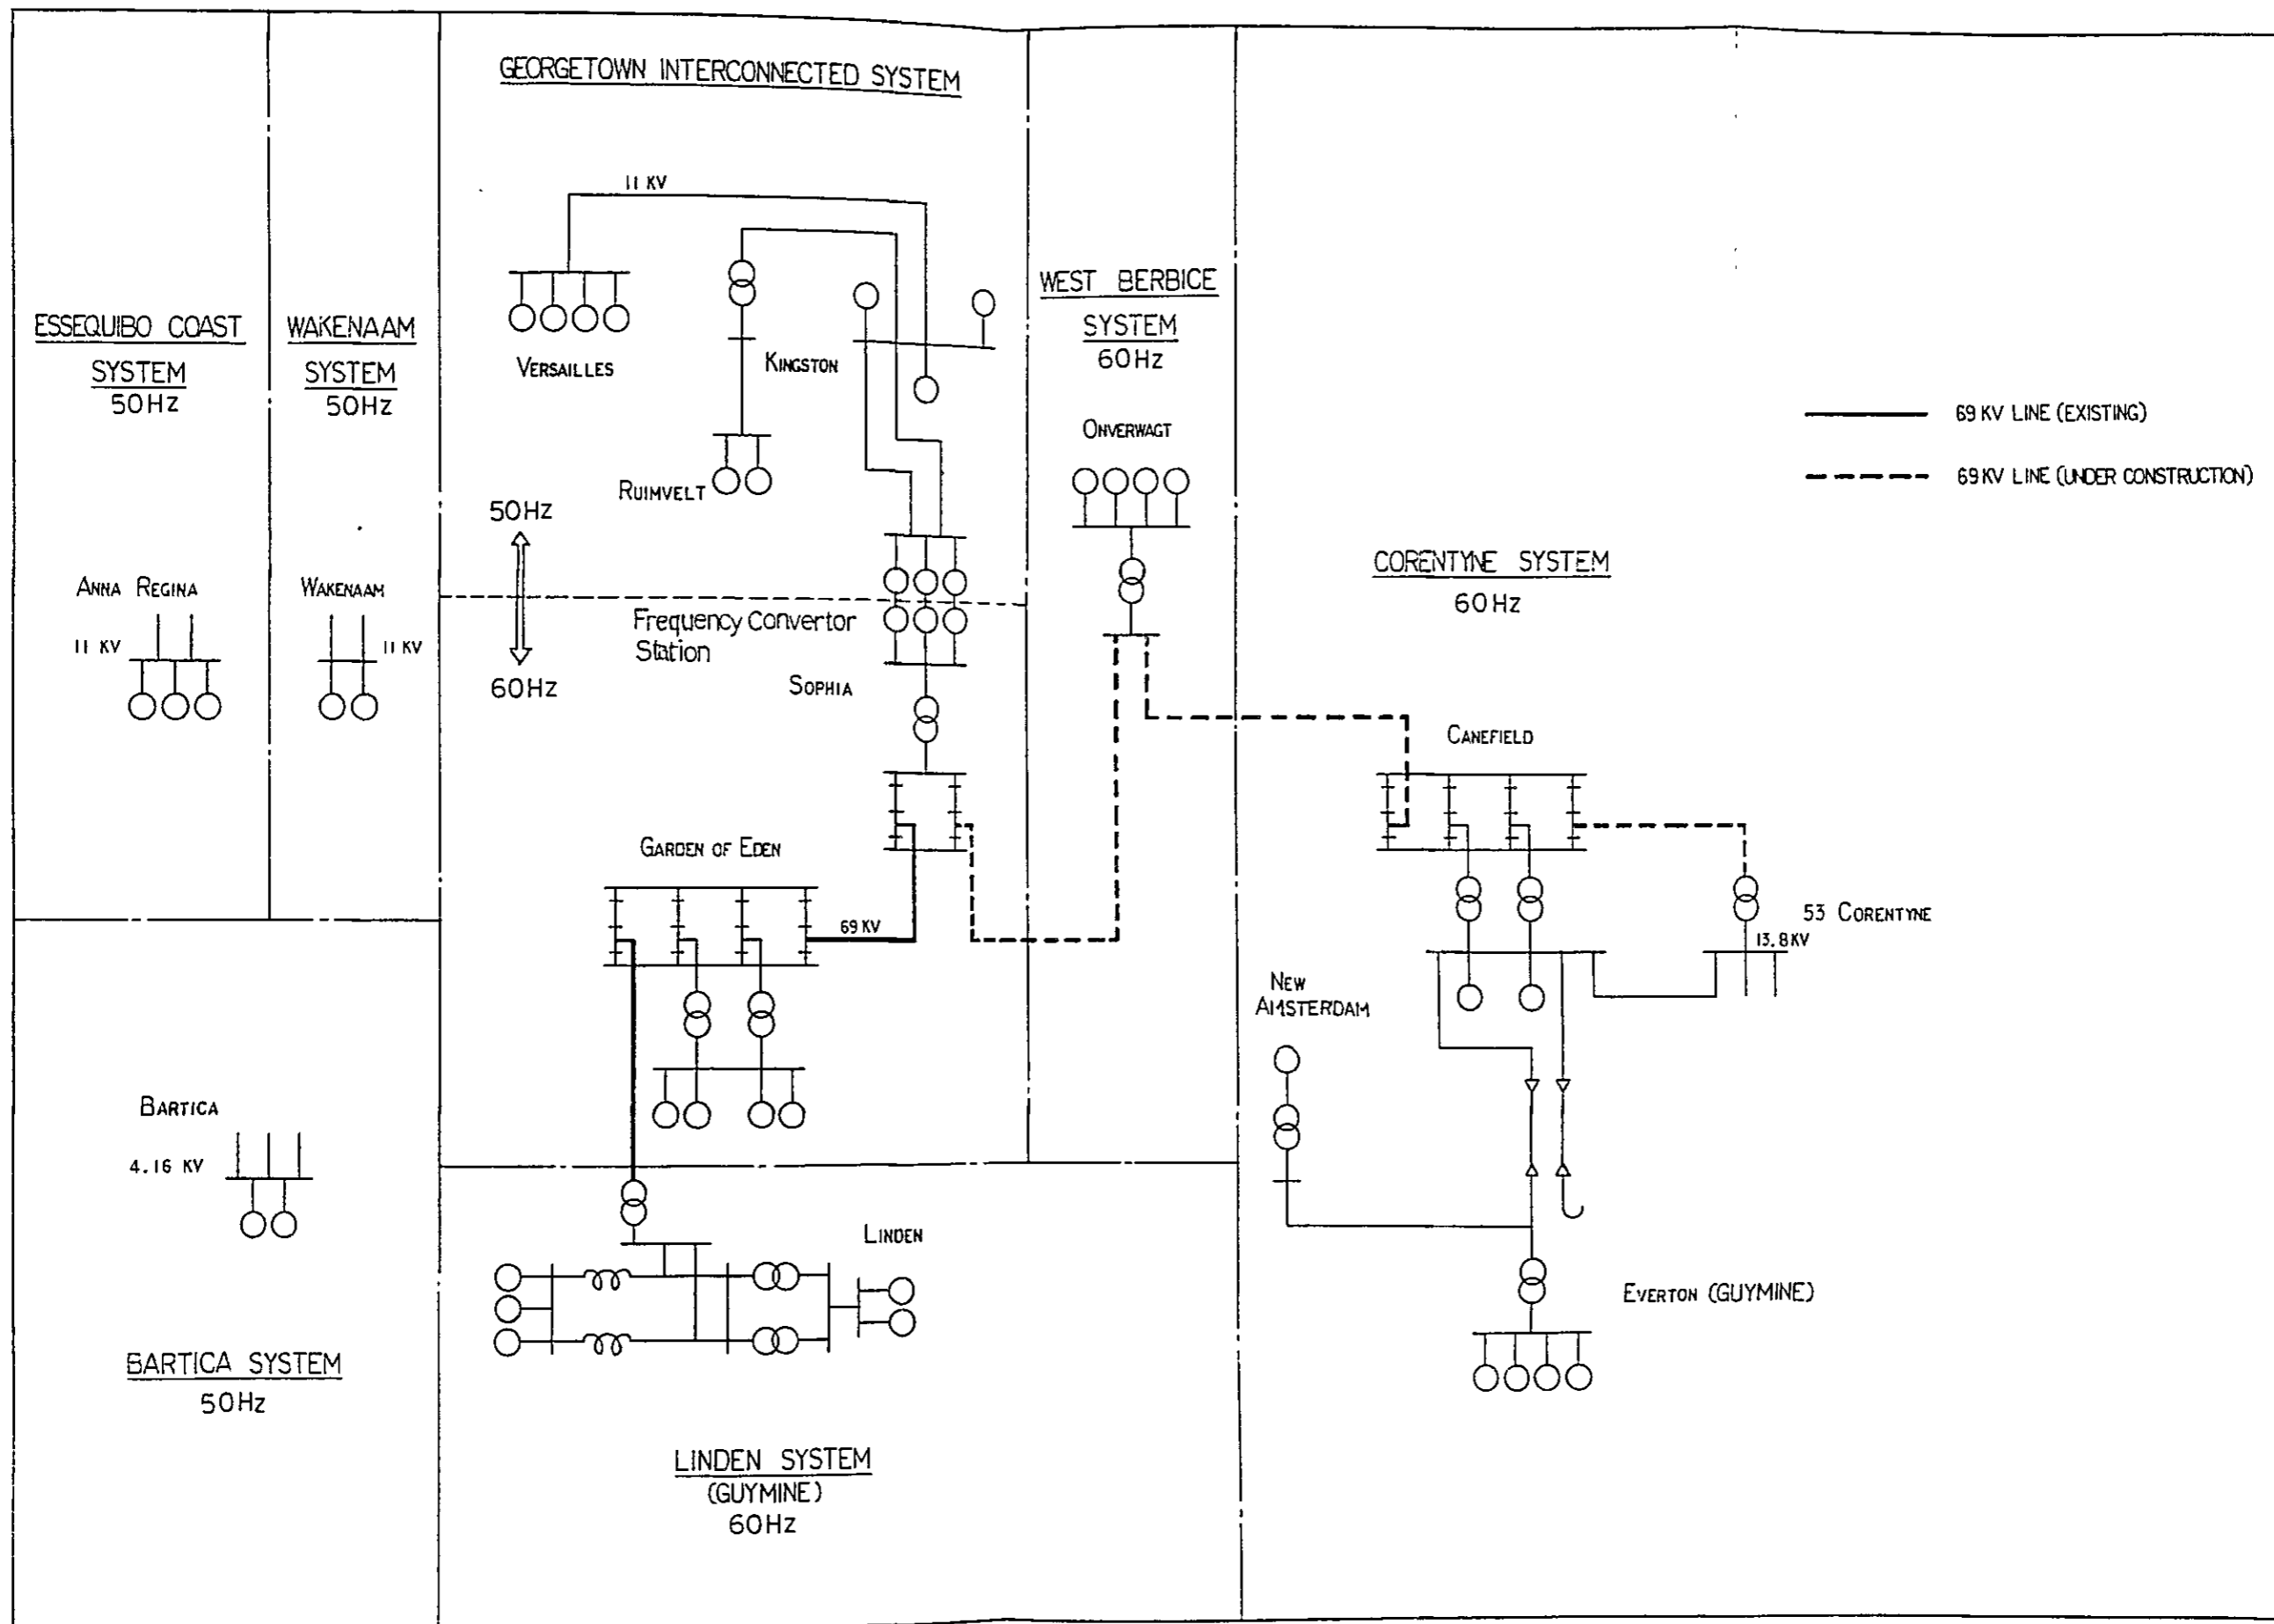 GEORGETOWN INTERCONNECTED SYSTEM
ESSEQUIBO COAST
SYSTEM
50Hz
ANNA REGINA
11 KV
WAKENAAM
SYSTEM
50Hz
WAKENAAM
11 KV
11 KV
VERSAILLES
KINGSTON
RUIMVELT
50Hz
60Hz
Frequency Convertor
Station
SOPHIA
GARDEN OF EDEN
69 KV
WEST BERBICE
SYSTEM
60Hz
ONVERWAGT
69 KV LINE (EXISTING)
69 KV LINE (UNDER CONSTRUCTION)
CORENTYNE SYSTEM
60Hz
CANEFIELD
53 CORENTYNE
13.8KV
NEW
AMSTERDAM
EVERTON (GUYMINE)
BARTICA
4.16 KV
BARTICA SYSTEM
50Hz
LINDEN
LINDEN SYSTEM
(GUYMINE)
60Hz